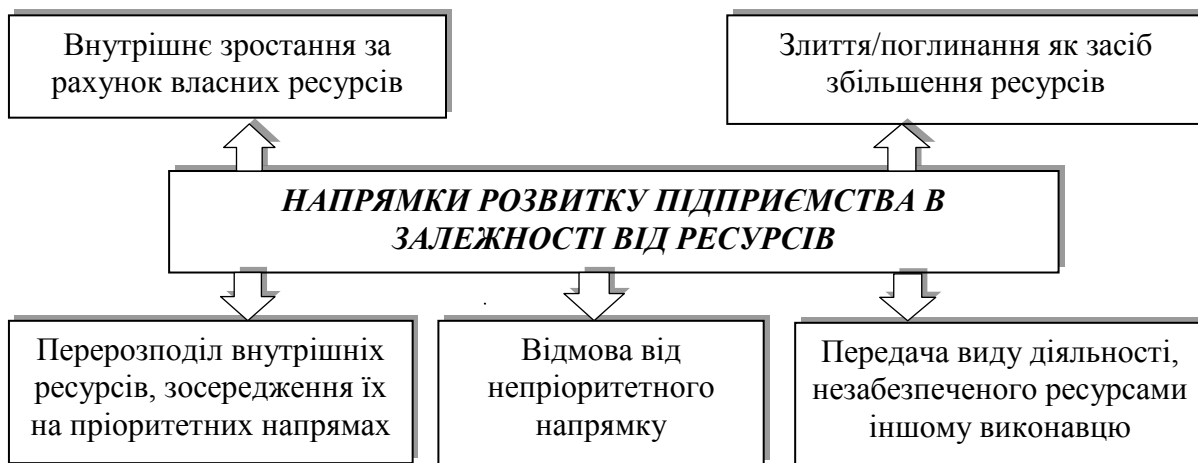 Внутрішнє зростання за
рахунок власних ресурсів
Злиття/поглинання як засіб
збільшення ресурсів
НАПРЯМКИ РОЗВИТКУ ПІДПРИЄМСТВА В
ЗАЛЕЖНОСТІ ВІД РЕСУРСІВ
Перерозподіл внутрішніх
ресурсів, зосередження їх
на пріоритетних напрямах
Відмова від
непріоритетного
напрямку
Передача виду діяльності,
незабезпеченого ресурсами
іншому виконавцю